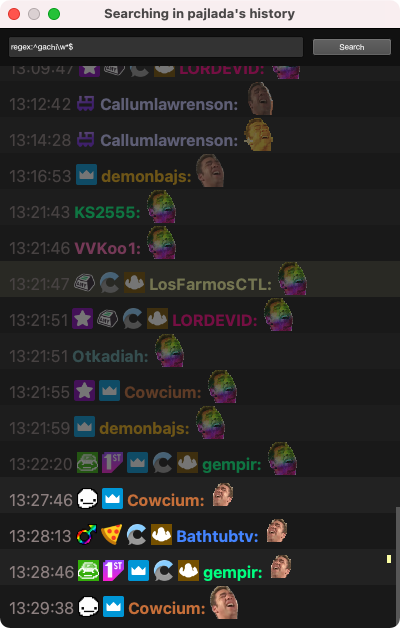 Searching in pajlada's history
regex:^gachi\w*$
Search
13:09:47 LORDEVID:
13:12:42 Callumlawrenson:
13:14:28 Callumlawrenson:
13:16:53 demonbajs:
13:21:43 KS2555:
13:21:46 VVKoo1:
13:21:47 LosFarmosCTL:
13:21:51 LORDEVID:
13:21:51 Otkadiah:
13:21:55 Cowcium:
13:21:59 demonbajs:
13:22:20 1ST gempir:
13:27:46 Cowcium:
13:28:13 Bathtubtv:
13:28:46 1ST gempir:
13:29:38 Cowcium: